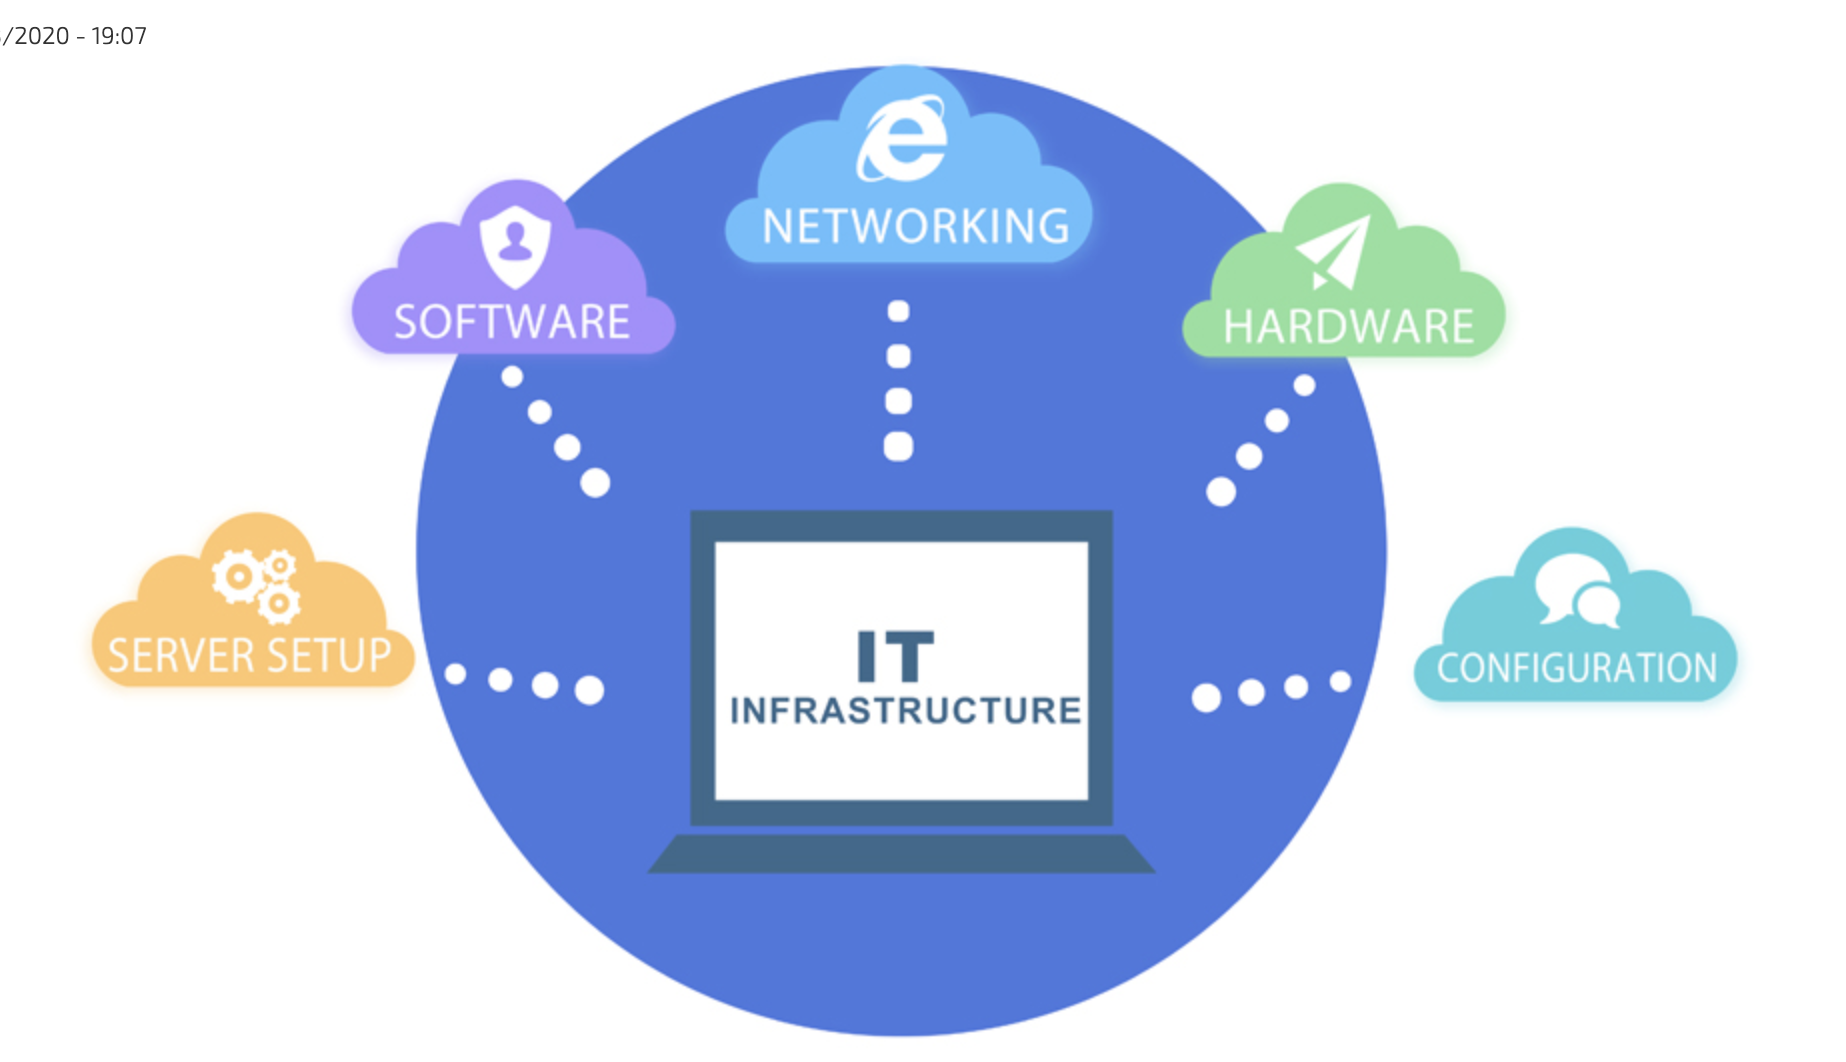 /2020 - 19:07
NETWORKING
SOFTWARE
HARDWARE
SERVER SETUP
CONFIGURATION
IT
INFRASTRUCTURE